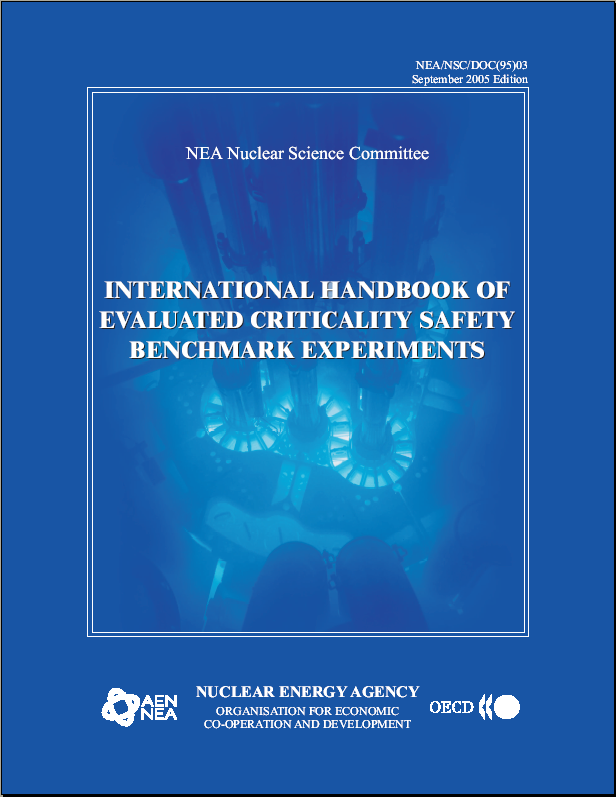 NEA/NSC/DOC(95)03
September 2005 Edition
NEA Nuclear Science Committee
INTERNATIONAL HANDBOOK OF
EVALUATED CRITICALITY SAFETY
BENCHMARK EXPERIMENTS
AEN
NEA
NUCLEAR ENERGY AGENCY
ORGANISATION FOR ECONOMIC
CO-OPERATION AND DEVELOPMENT
OECD